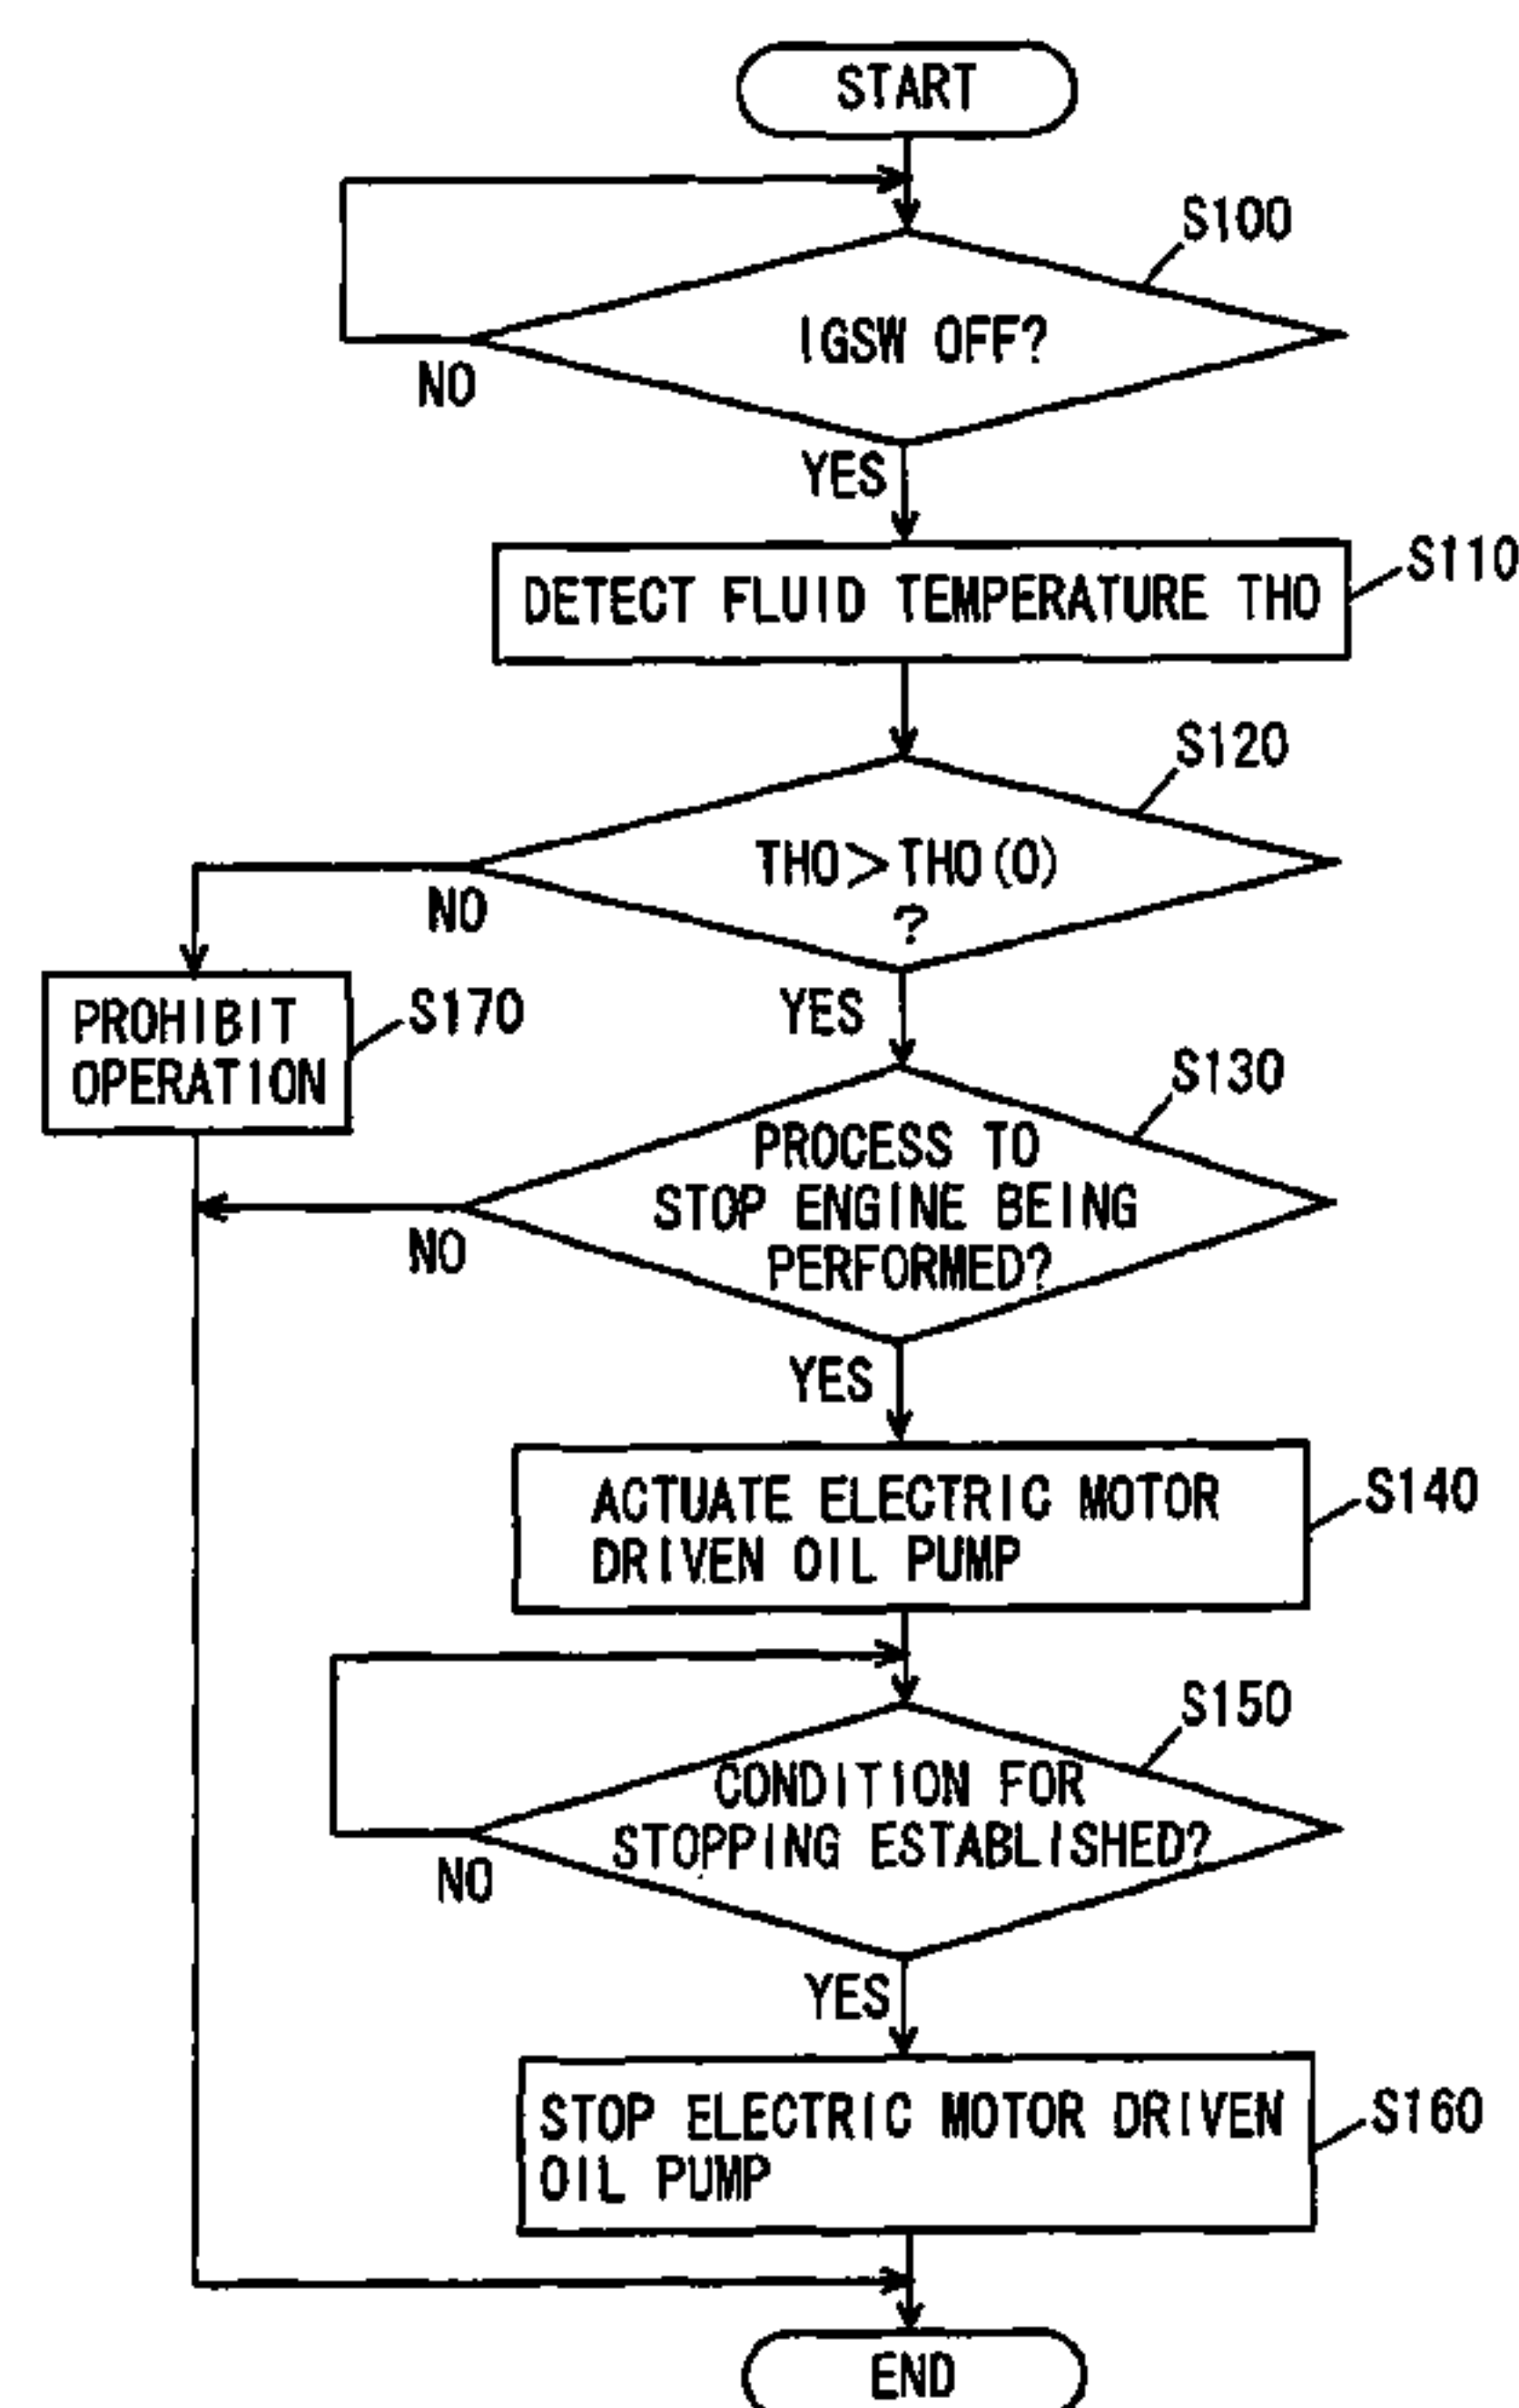 START
S100
IGSW OFF?
NO
YES
S110
DETECT FLUID TEMPERATURE THO
S120
THO>THO(0)
?
NO
YES
PROHIBIT
OPERATION
S170
S130
PROCESS TO
STOP ENGINE BEING
PERFORMED?
NO
YES
ACTUATE ELECTRIC MOTOR
DRIVEN OIL PUMP
S140
S150
CONDITION FOR
STOPPING ESTABLISHED?
NO
YES
STOP ELECTRIC MOTOR DRIVEN
OIL PUMP
S160
END